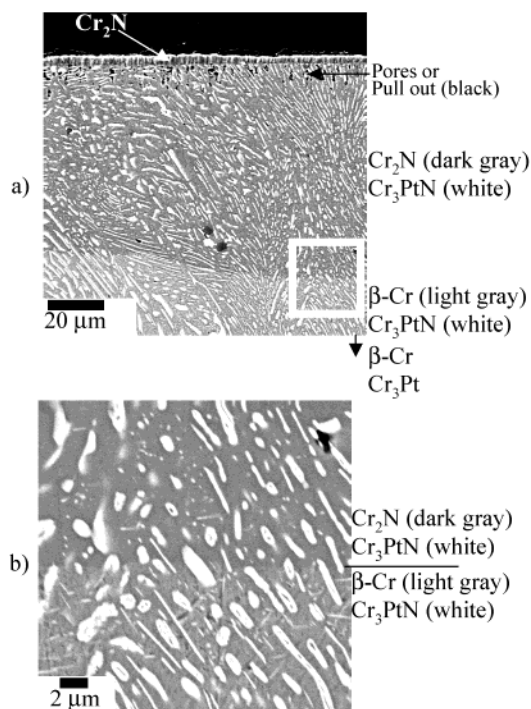 Cr₂N
Pores or
Pull out (black)
Cr₂N (dark gray)
Cr₃PtN (white)
a)
β-Cr (light gray)
Cr₃PtN (white)
20 μm
β-Cr
Cr₃Pt
Cr₂N (dark gray)
Cr₃PtN (white)
b)
β-Cr (light gray)
Cr₃PtN (white)
2 μm